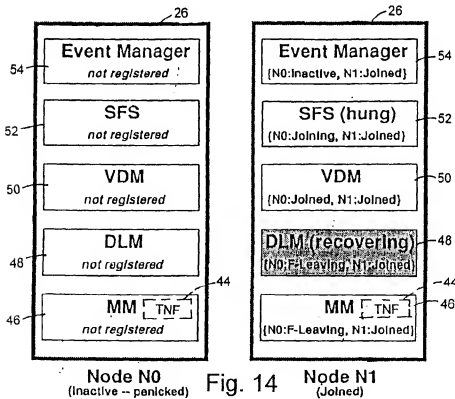 26
Event Manager
not registered
54
SFS
not registered
52
VDM
not registered
50
DLM
not registered
48
44
MM
TNF
not registered
46
Node N0
(Inactive -- panicked)
Fig. 14
26
Event Manager
{N0:Inactive, N1:Joined}
54
SFS (hung)
{N0:Joining, N1:Joined}
52
VDM
{N0:Joined, N1:Joined}
50
DLM (recovering)
{N0:F-Leaving, N1:Joined}
48
44
MM
TNF
46
{N0:F-Leaving, N1:Joined}
Node N1
(Joined)